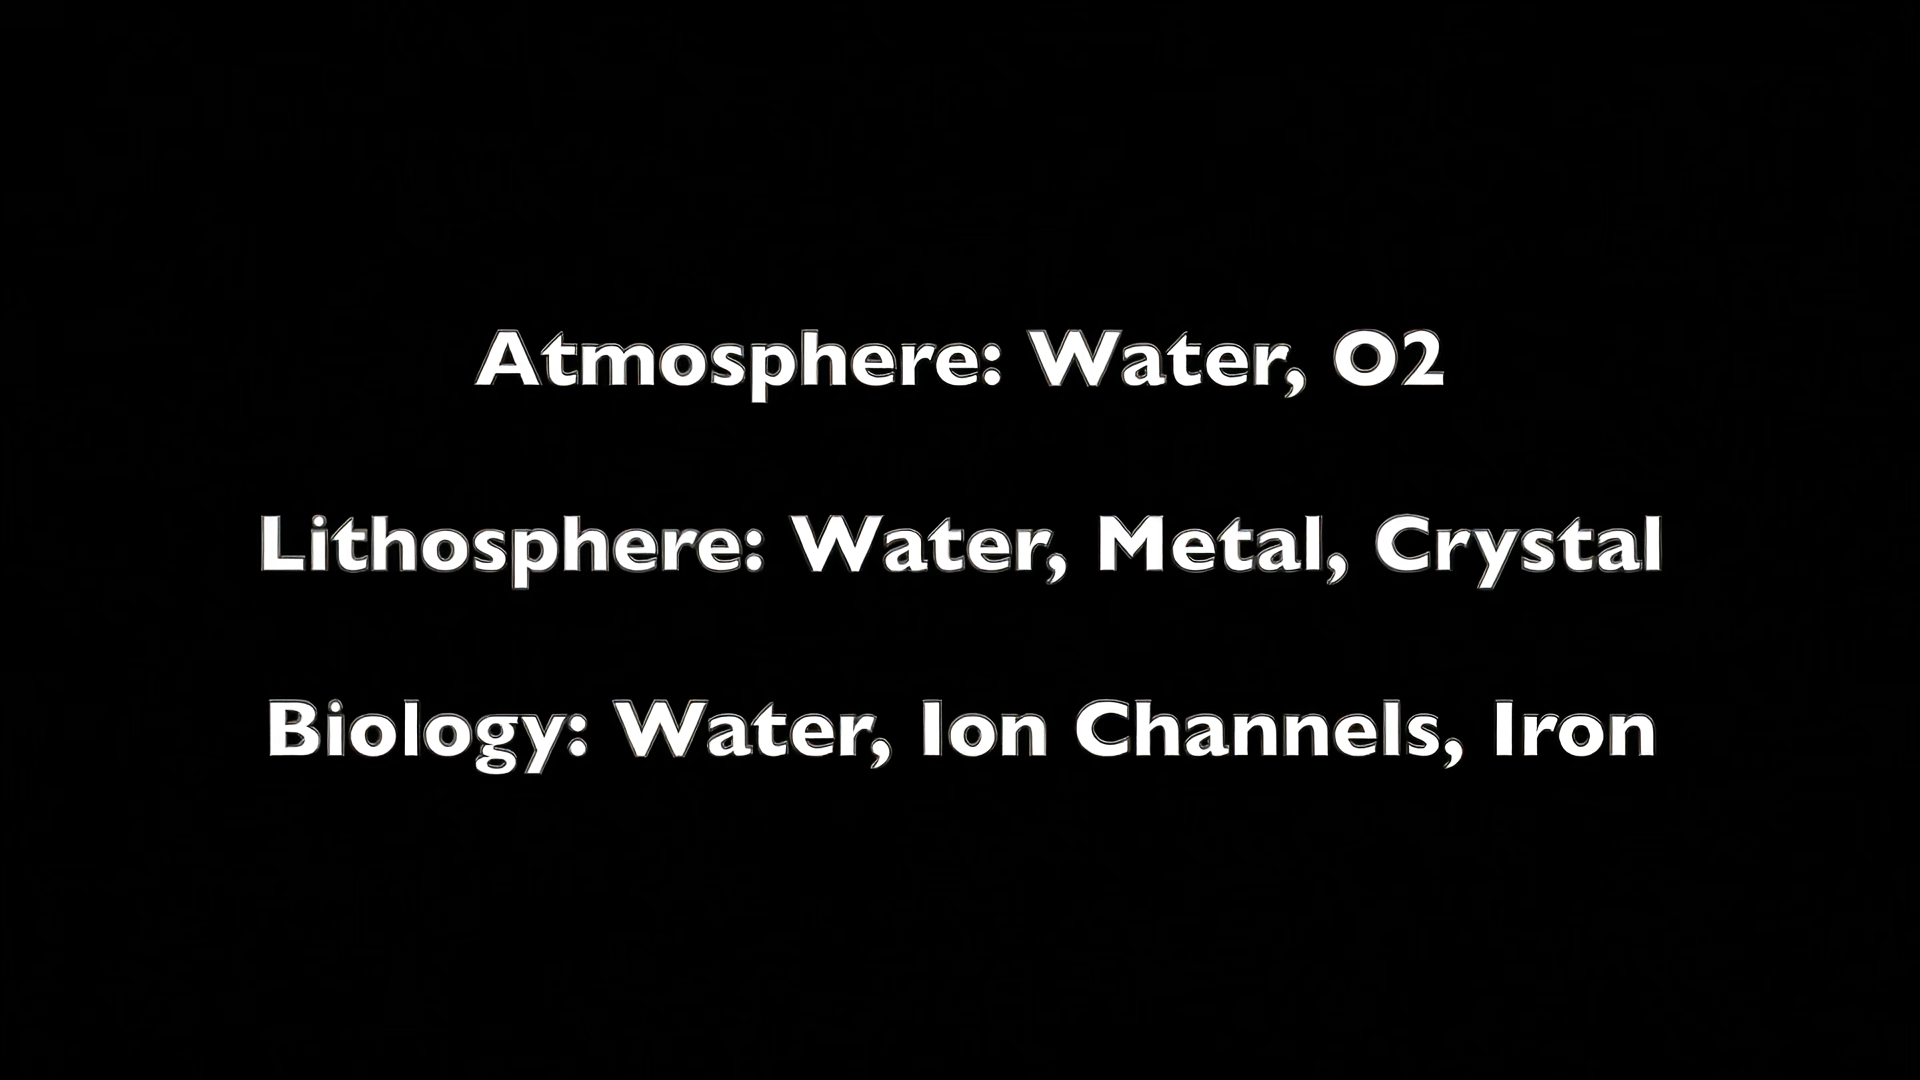 Atmosphere: Water, O2
Lithosphere: Water, Metal, Crystal
Biology: Water, Ion Channels, Iron